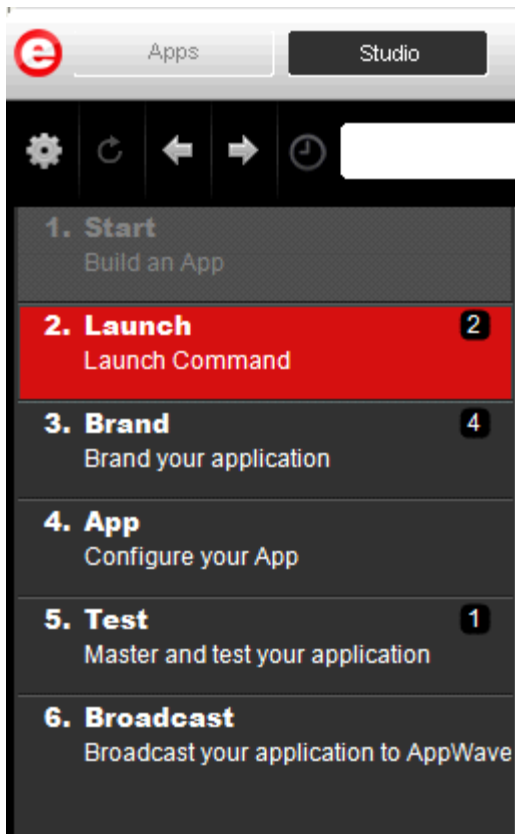 e Apps Studio
1. Start
Build an App
2. Launch 2
Launch Command
3. Brand 4
Brand your application
4. App
Configure your App
5. Test 1
Master and test your application
6. Broadcast
Broadcast your application to AppWave